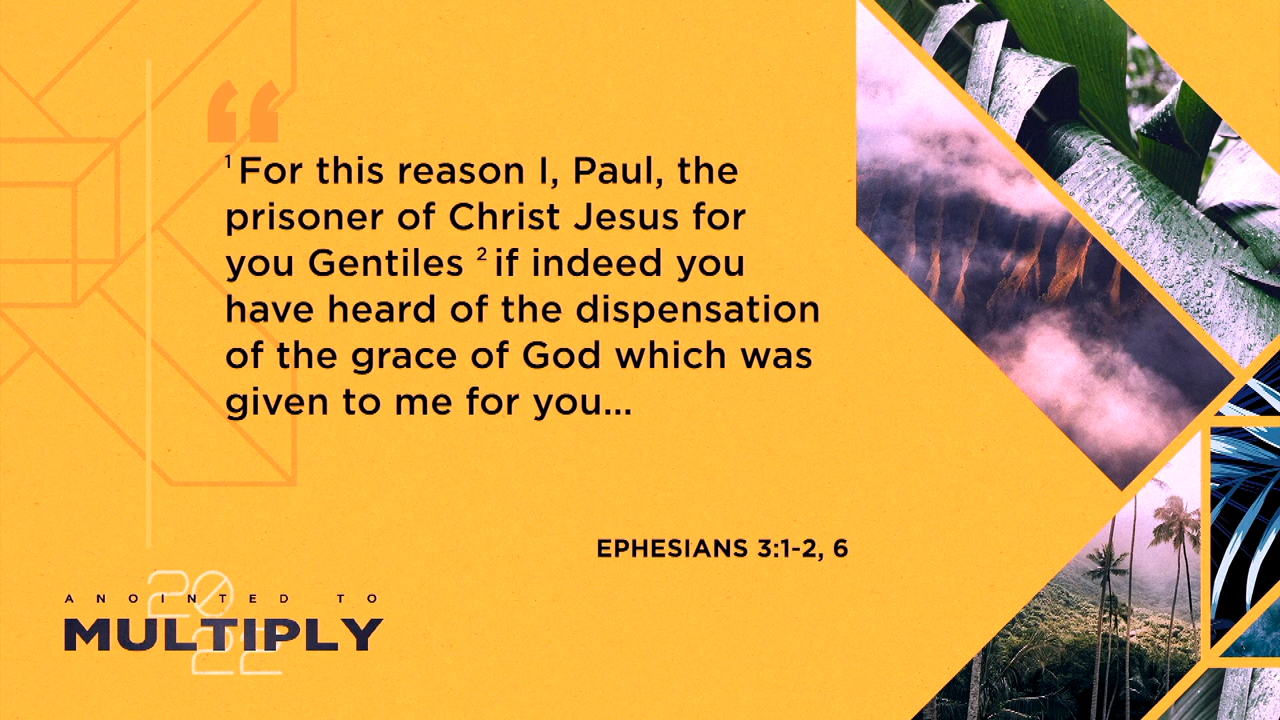 “
¹ For this reason I, Paul, the
prisoner of Christ Jesus for
you Gentiles ² if indeed you
have heard of the dispensation
of the grace of God which was
given to me for you...
EPHESIANS 3:1-2, 6
2022
ANOINTED TO
MULTIPLY